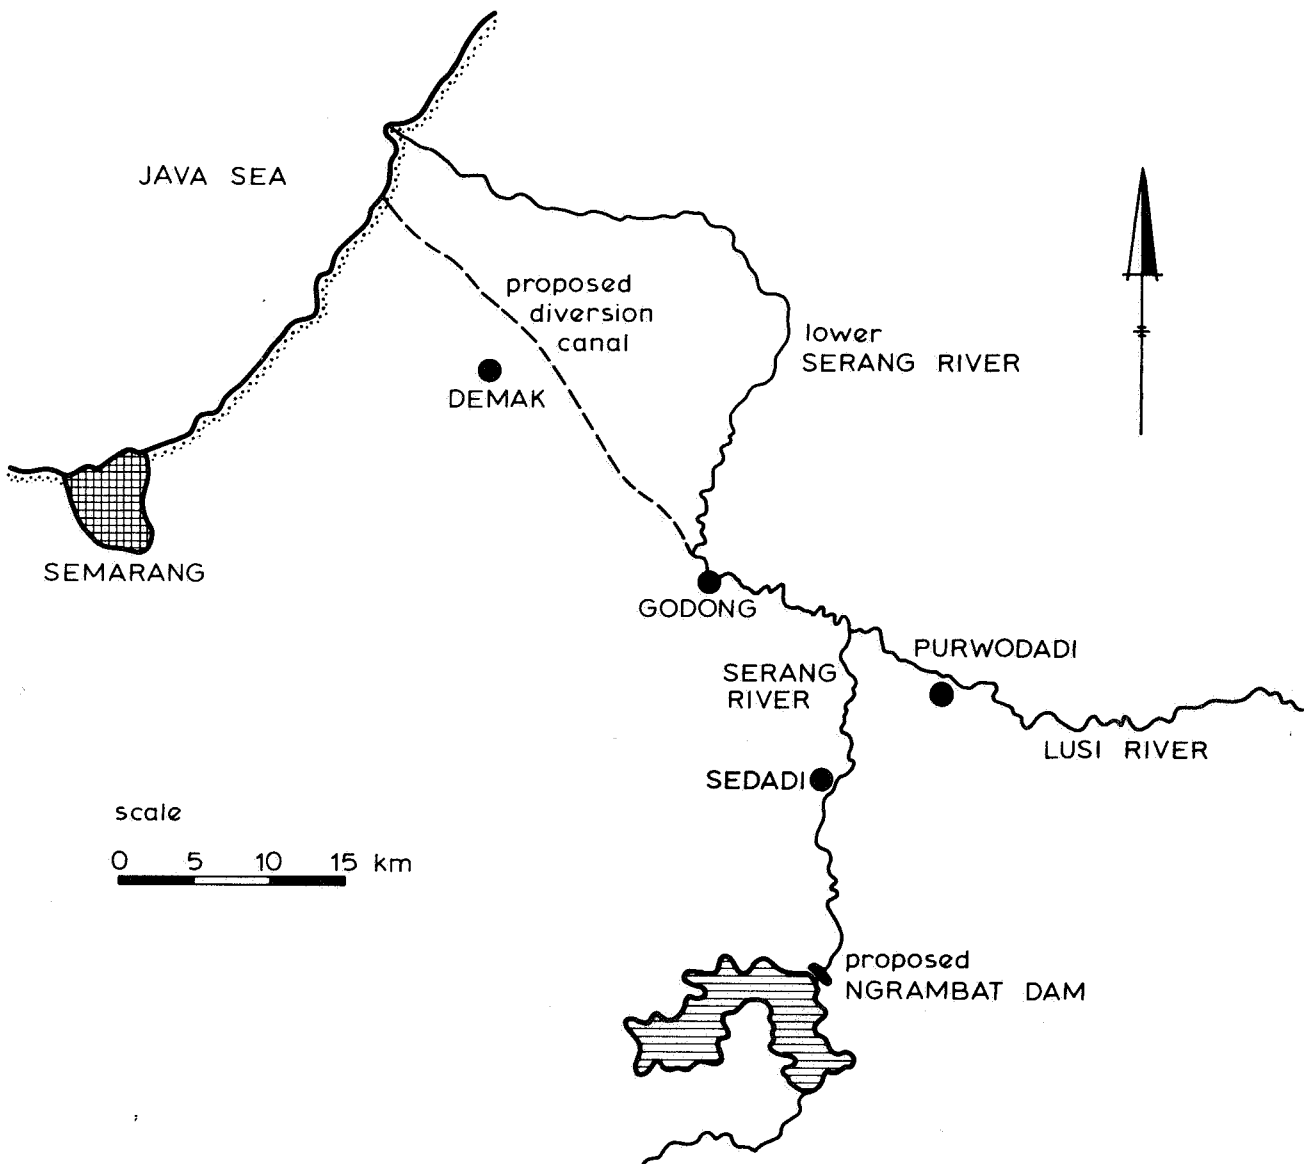 JAVA SEA
proposed
diversion
canal
lower
SERANG RIVER
DEMAK
SEMARANG
GODONG
PURWODADI
SERANG
RIVER
LUSI RIVER
SEDADI
scale
0 5 10 15 km
proposed
NGRAMBAT DAM